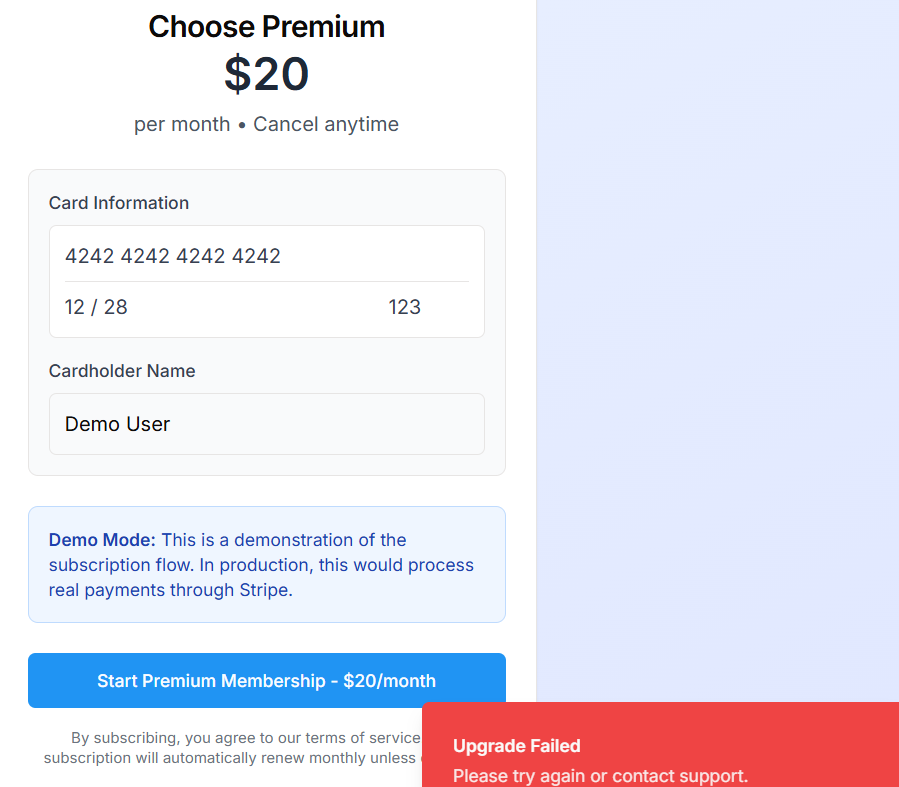 Choose Premium
$20
per month • Cancel anytime
Card Information
4242 4242 4242 4242
12 / 28 123
Cardholder Name
Demo User
Demo Mode: This is a demonstration of the
subscription flow. In production, this would process
real payments through Stripe.
Start Premium Membership - $20/month
By subscribing, you agree to our terms of service
subscription will automatically renew monthly unless
Upgrade Failed
Please try again or contact support.